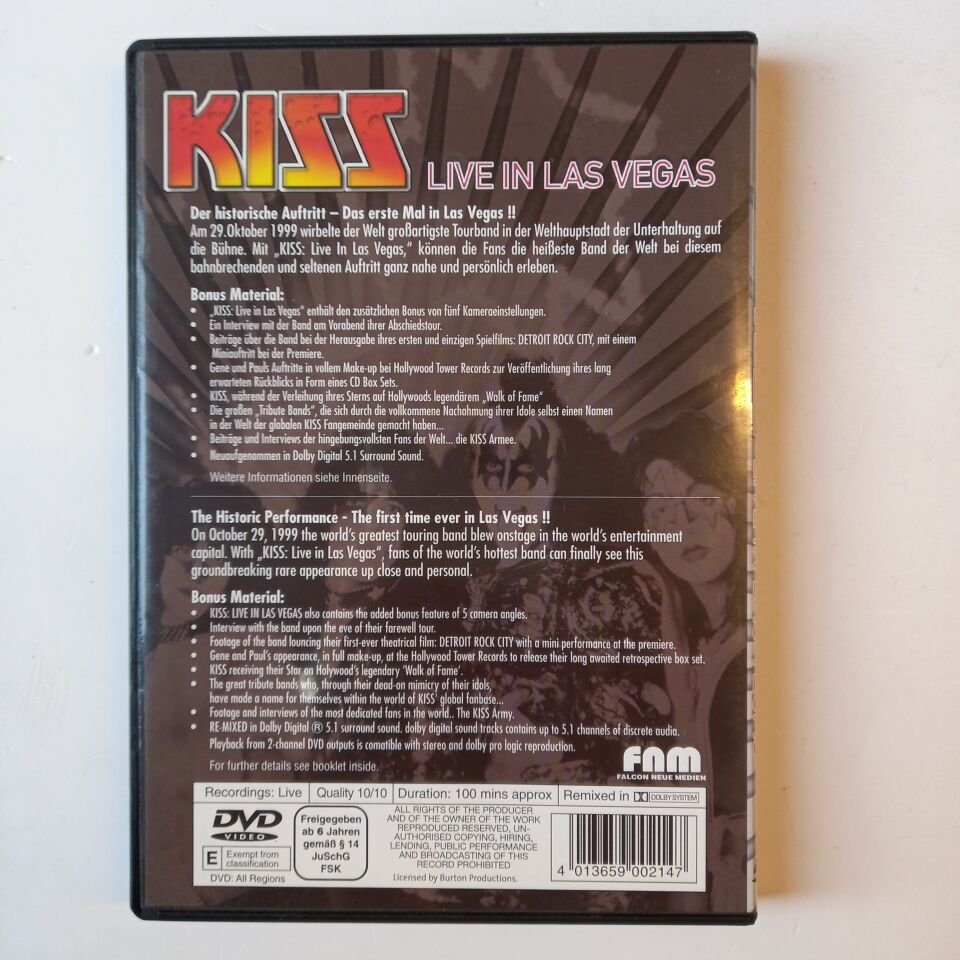 KISS
LIVE IN LAS VEGAS
Der historische Auftritt – Das erste Mal in Las Vegas !!
Am 29.Oktober 1999 wirbelte der Welt großartigste Tourband in der Welthauptstadt der Unterhaltung auf
die Bühne. Mit „KISS: Live In Las Vegas,“ können die Fans die heißeste Band der Welt bei diesem
bahnbrechenden und seltenen Auftritt ganz nahe und persönlich erleben.
Bonus Material:
• „KISS: Live in Las Vegas“ enthält den zusätzlichen Bonus von fünf Kameraeinstellungen.
• Ein Interview mit der Band am Vorabend ihrer Abschiedstour.
• Beiträge über die Band bei der Herausgabe ihres ersten und einzigen Spielfilms: DETROIT ROCK CITY, mit einem
Miniauftritt bei der Premiere.
• Gene und Pauls Auftritte in vollem Make-up bei Hollywood Tower Records zur Veröffentlichung ihres lang
erwarteten Rückblicks in Form eines CD Box Sets.
• KISS, während der Verleihung ihres Sterns auf Hollywoods legendärem „Walk of Fame“
• Die großen „Tribute Bands“, die sich durch die vollkommene Nachahmung ihrer Idole selbst einen Namen
in der Welt der globalen KISS Fangemeinde gemacht haben...
• Beiträge und Interviews der hingebungsvollsten Fans der Welt... die KISS Armee.
• Neuaufgenommen in Dolby Digital 5.1 Surround Sound.
Weitere Informationen siehe Innenseite.
The Historic Performance - The first time ever in Las Vegas !!
On October 29, 1999 the world’s greatest touring band blew onstage in the world’s entertainment
capital. With „KISS: Live in Las Vegas“, fans of the world’s hottest band can finally see this
groundbreaking rare appearance up close and personal.
Bonus Material:
• KISS: LIVE IN LAS VEGAS also contains the added bonus feature of 5 camera angles.
• Interview with the band upon the eve of their farewell tour.
• Footage of the band louncing their first-ever theatrical film: DETROIT ROCK CITY with a mini performance at the premiere.
• Gene and Paul’s appearance, in full make-up, at the Hollywood Tower Records to release their long awaited retrospective box set.
• KISS receiving their Star on Holywood’s legendary ‘Walk of Fame’.
• The great tribute bands who, through their dead-on mimicry of their idols,
have made a name for themselves within the world of KISS’ global fanbase...
• Footage and interviews of the most dedicated fans in the world.. The KISS Army.
• RE-MIXED in Dolby Digital ® 5.1 surround sound. dolby digital sound tracks contains up to 5.1 channels of discrete audio.
Playback from 2-channel DVD outputs is comatible with stereo and dolby pro logic reproduction.
For further details see booklet inside.
fnm
FALCON NEUE MEDIEN
Recordings: Live | Quality 10/10 | Duration: 100 mins approx | Remixed in DOLBY SYSTEM
DVD
VIDEO
E Exempt from
classification
DVD: All Regions
Freigegeben
ab 6 Jahren
gemäß § 14
JuSchG
FSK
ALL RIGHTS OF THE PRODUCER
AND OF THE OWNER OF THE WORK
REPRODUCED RESERVED, UN-
AUTHORISED COPYING, HIRING,
LENDING, PUBLIC PERFORMANCE
AND BROADCASTING OF THIS
RECORD PROHIBITED
Licensed by Burton Productions.
4 013659 002147